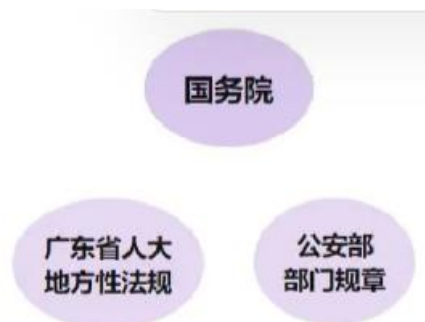 国务院
广东省人大
地方性法规
公安部
部门规章